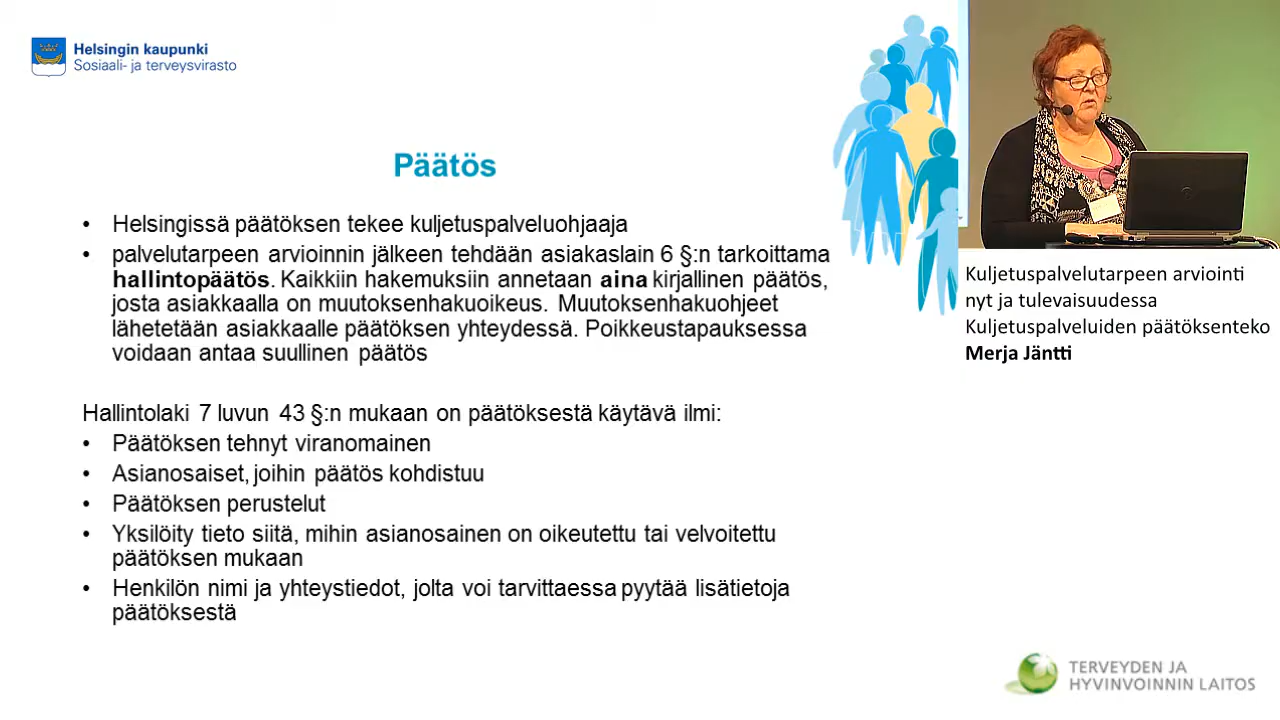 Helsingin kaupunki
Sosiaali- ja terveysvirasto
Päätös
• Helsingissä päätöksen tekee kuljetuspalveluohjaaja
• palvelutarpeen arvioinnin jälkeen tehdään asiakaslain 6 §:n tarkoittama
hallintopäätös. Kaikkiin hakemuksiin annetaan aina kirjallinen päätös,
josta asiakkaalla on muutoksenhakuoikeus. Muutoksenhakuohjeet
lähetetään asiakkaalle päätöksen yhteydessä. Poikkeustapauksessa
voidaan antaa suullinen päätös
Hallintolaki 7 luvun 43 §:n mukaan on päätöksestä käytävä ilmi:
• Päätöksen tehnyt viranomainen
• Asianosaiset, joihin päätös kohdistuu
• Päätöksen perustelut
• Yksilöity tieto siitä, mihin asianosainen on oikeutettu tai velvoitettu
päätöksen mukaan
• Henkilön nimi ja yhteystiedot, jolta voi tarvittaessa pyytää lisätietoja
päätöksestä
Kuljetuspalvelutarpeen arviointi
nyt ja tulevaisuudessa
Kuljetuspalveluiden päätöksenteko
Merja Jäntti
TERVEYDEN JA
HYVINVOINNIN LAITOS